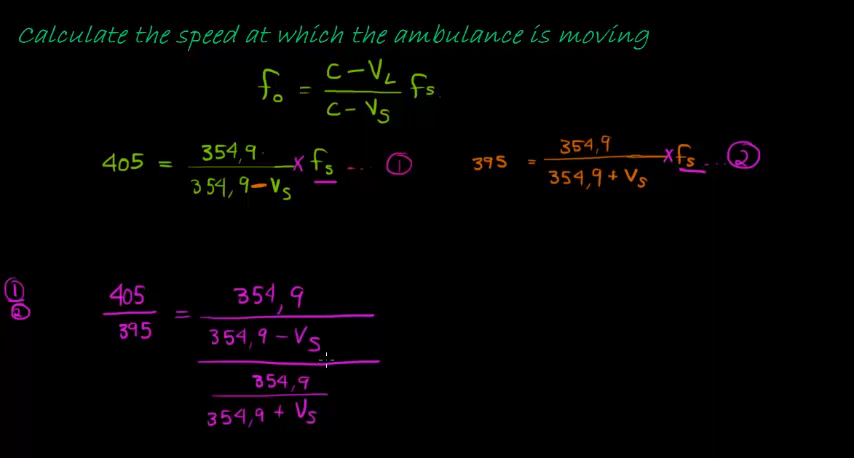 Calculate the speed at which the ambulance is moving
fo = (C - VL)/(C - VS) fs
405 = 354,9/(354,9 - VS) × fs ... ①
395 = 354,9/(354,9 + VS) × fs ... ②
①/② 405/395 = (354,9/(354,9 - VS))/(354,9/(354,9 + VS))